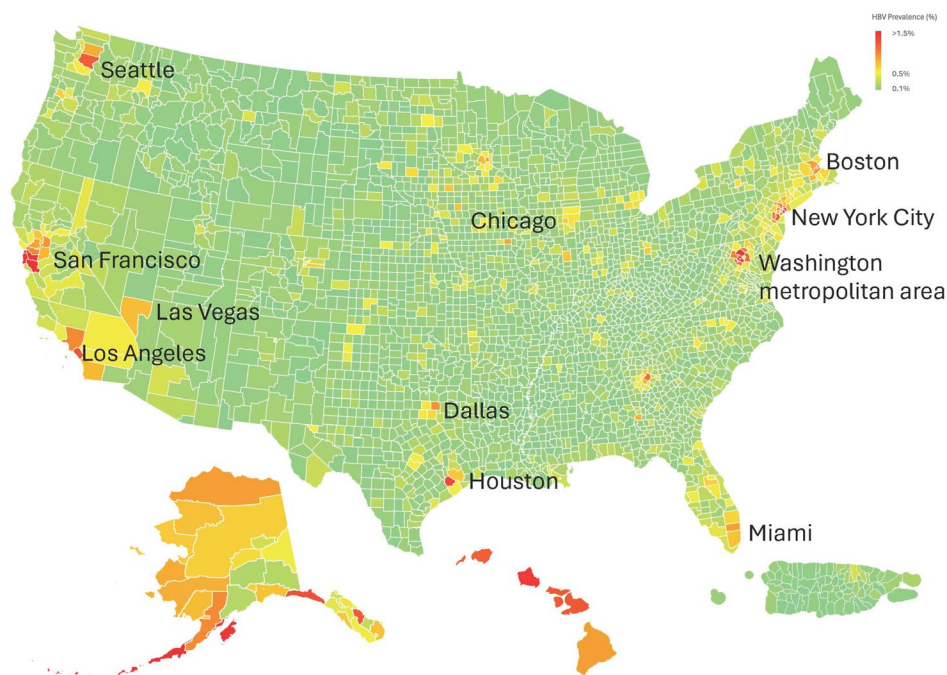 HBV Prevalence (%)
>1.5%
0.5%
0.1%
Seattle
Boston
New York City
Chicago
Washington
metropolitan area
San Francisco
Las Vegas
Los Angeles
Dallas
Houston
Miami